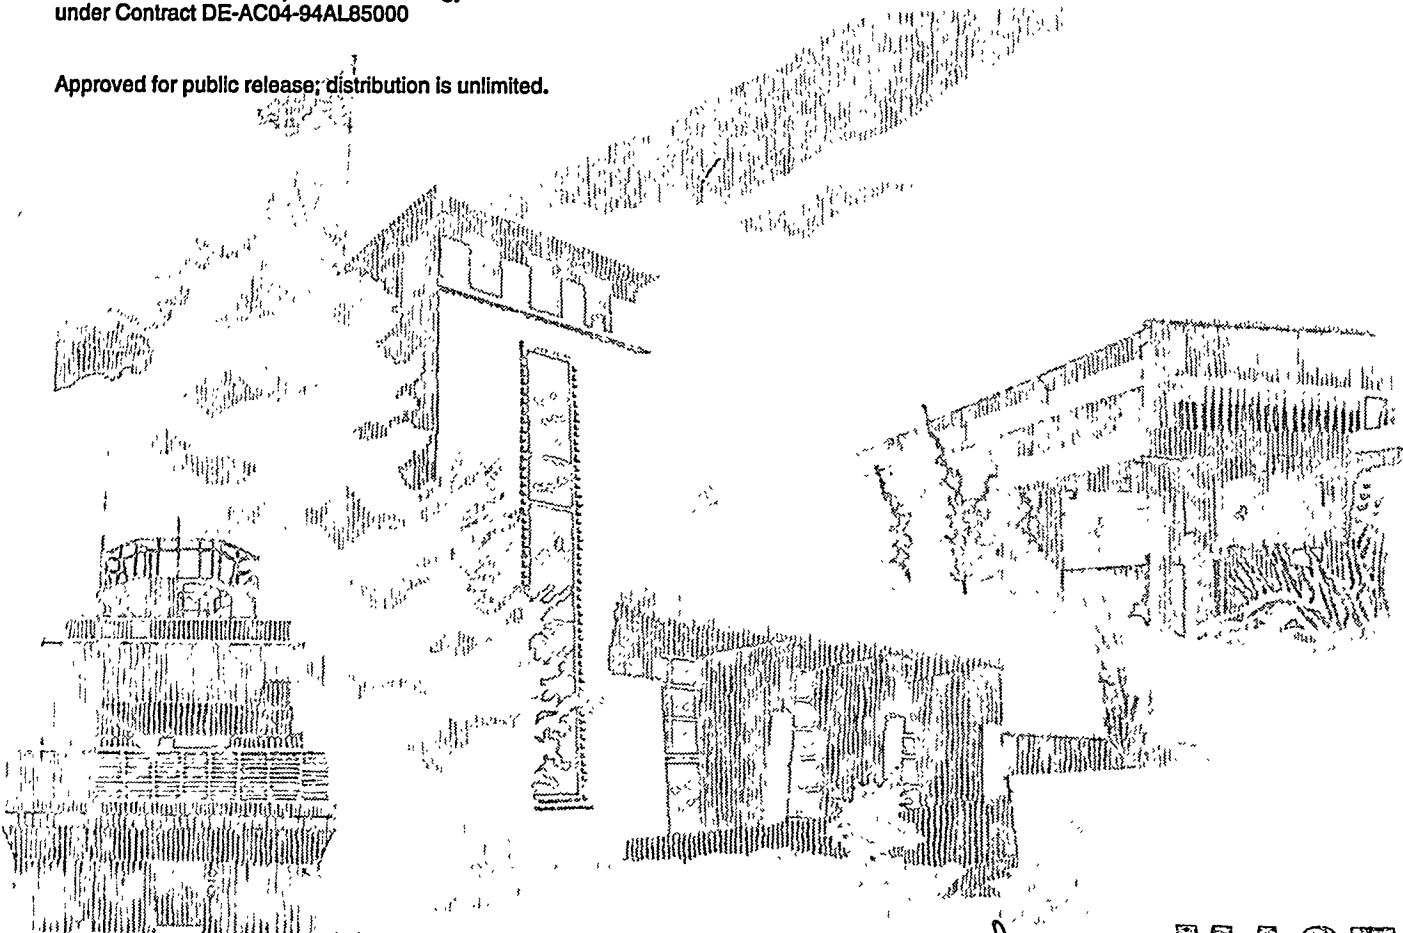 under Contract DE-AC04-94AL85000
Approved for public release; distribution is unlimited.